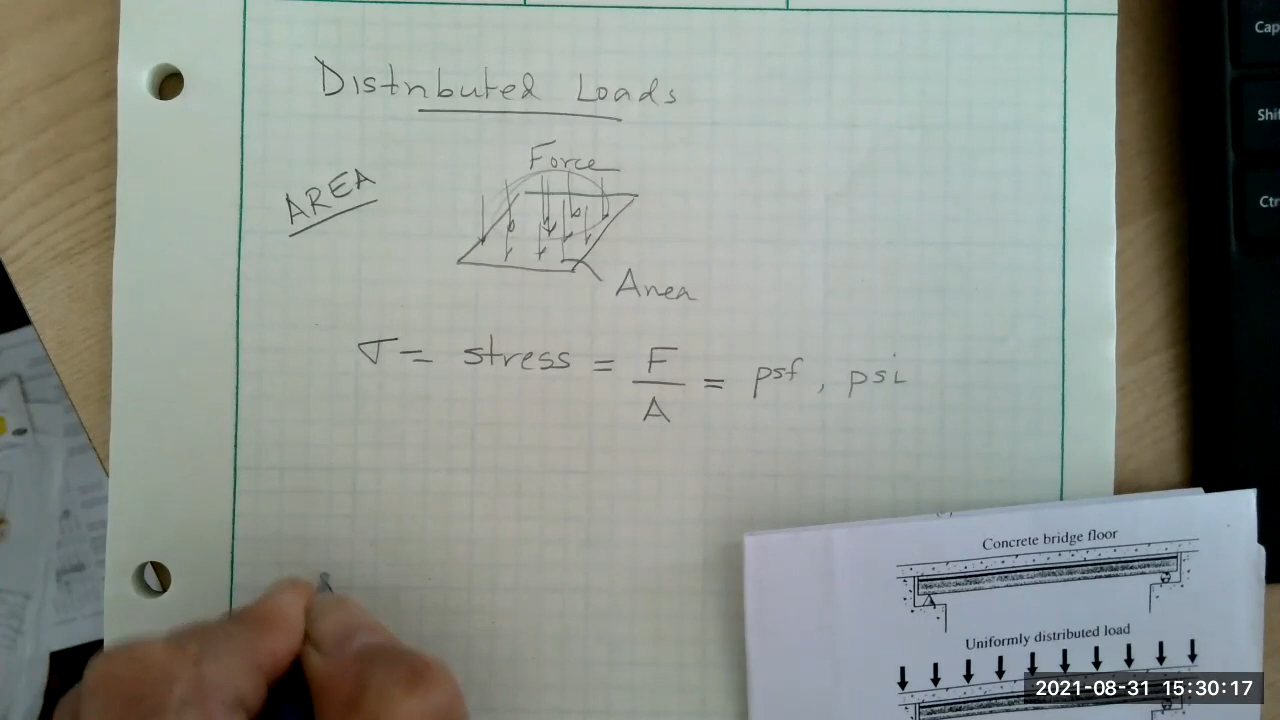 Distributed Loads
Force
AREA
Area
σ = stress = F/A = psf, psi
Concrete bridge floor
Uniformly distributed load
2021-08-31 15:30:17
Cap
Shi
Ctr